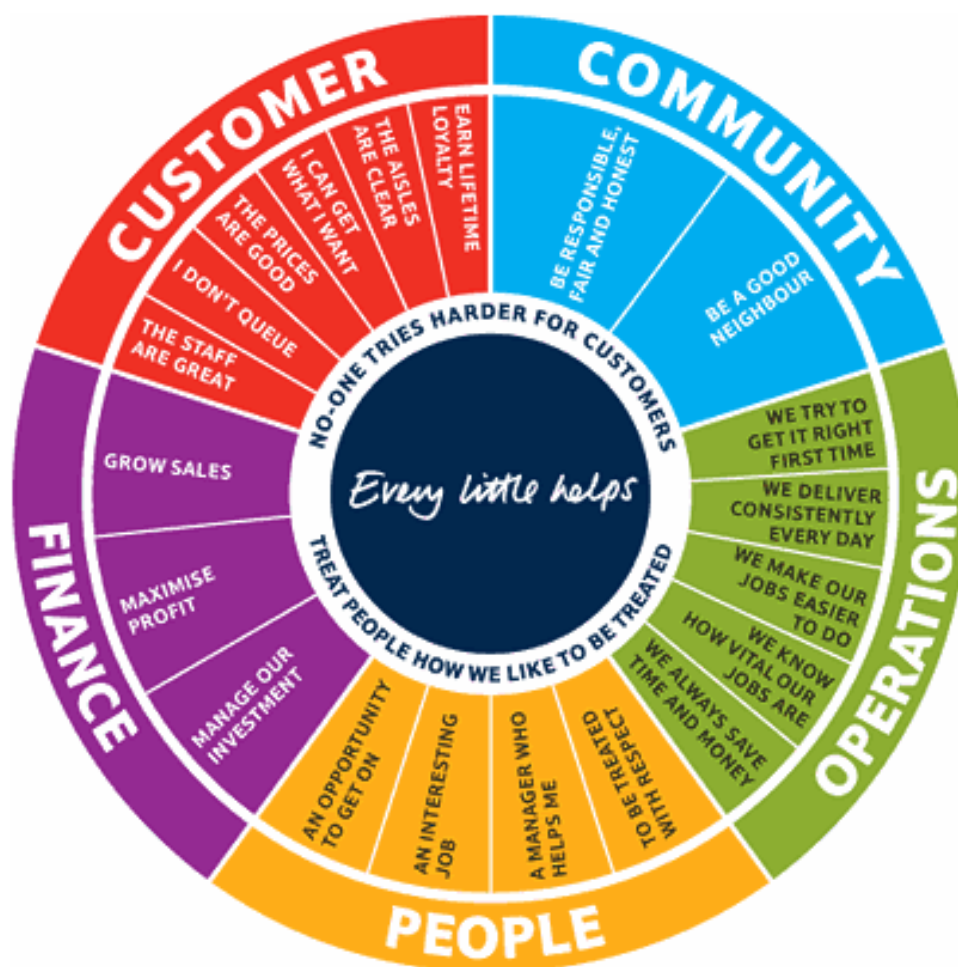 CUSTOMER
EARN LIFETIME
LOYALTY
THE AISLES
ARE CLEAR
I CAN GET
WHAT I WANT
THE PRICES
ARE GOOD
I DON'T QUEUE
THE STAFF
ARE GREAT
COMMUNITY
BE RESPONSIBLE,
FAIR AND HONEST
BE A GOOD
NEIGHBOUR
OPERATIONS
WE TRY TO
GET IT RIGHT
FIRST TIME
WE DELIVER
CONSISTENTLY
EVERY DAY
WE MAKE OUR
JOBS EASIER
TO DO
WE KNOW
HOW VITAL OUR
JOBS ARE
WE ALWAYS SAVE
TIME AND MONEY
PEOPLE
TO BE TREATED
WITH RESPECT
A MANAGER WHO
HELPS ME
AN INTERESTING
JOB
AN OPPORTUNITY
TO GET ON
FINANCE
MANAGE OUR
INVESTMENT
MAXIMISE
PROFIT
GROW SALES
NO-ONE TRIES HARDER FOR CUSTOMERS
Every little helps
TREAT PEOPLE HOW WE LIKE TO BE TREATED